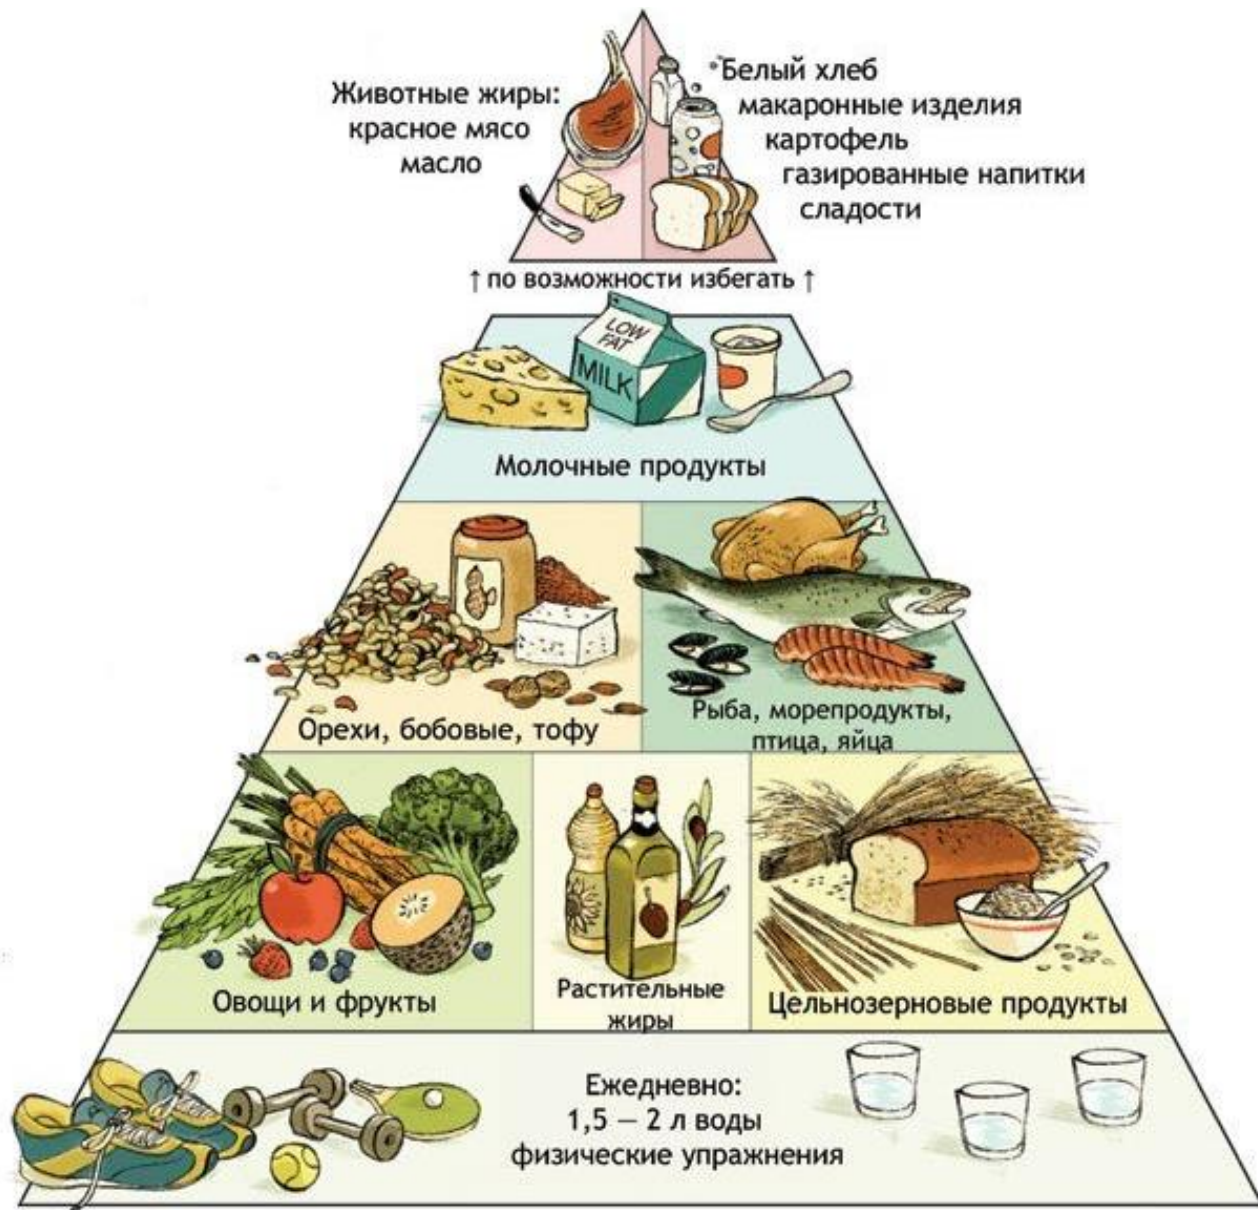 Животные жиры:
красное мясо
масло
Белый хлеб
макаронные изделия
картофель
газированные напитки
сладости
↑ по возможности избегать ↑
LOW
FAT
MILK
Молочные продукты
Орехи, бобовые, тофу
Рыба, морепродукты,
птица, яйца
Овощи и фрукты
Растительные
жиры
Цельнозерновые продукты
Ежедневно:
1,5 – 2 л воды
физические упражнения